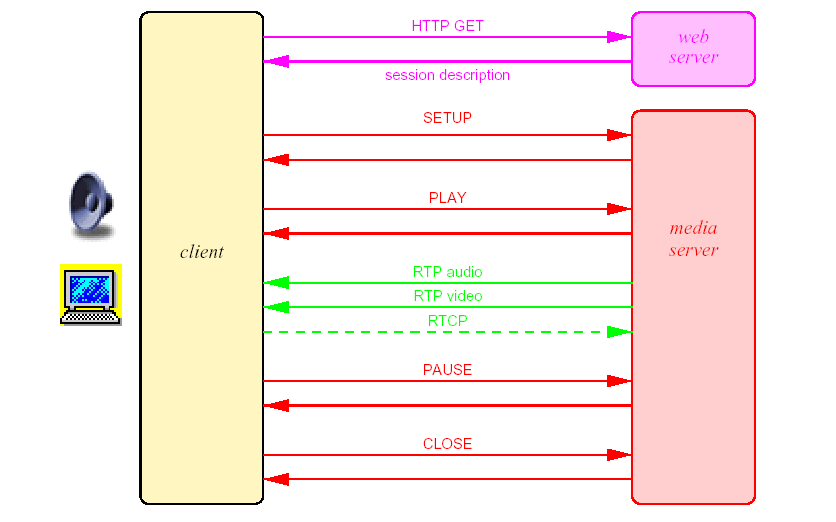 HTTP GET
web
server
session description
SETUP
PLAY
media
server
client
RTP audio
RTP video
RTCP
PAUSE
CLOSE